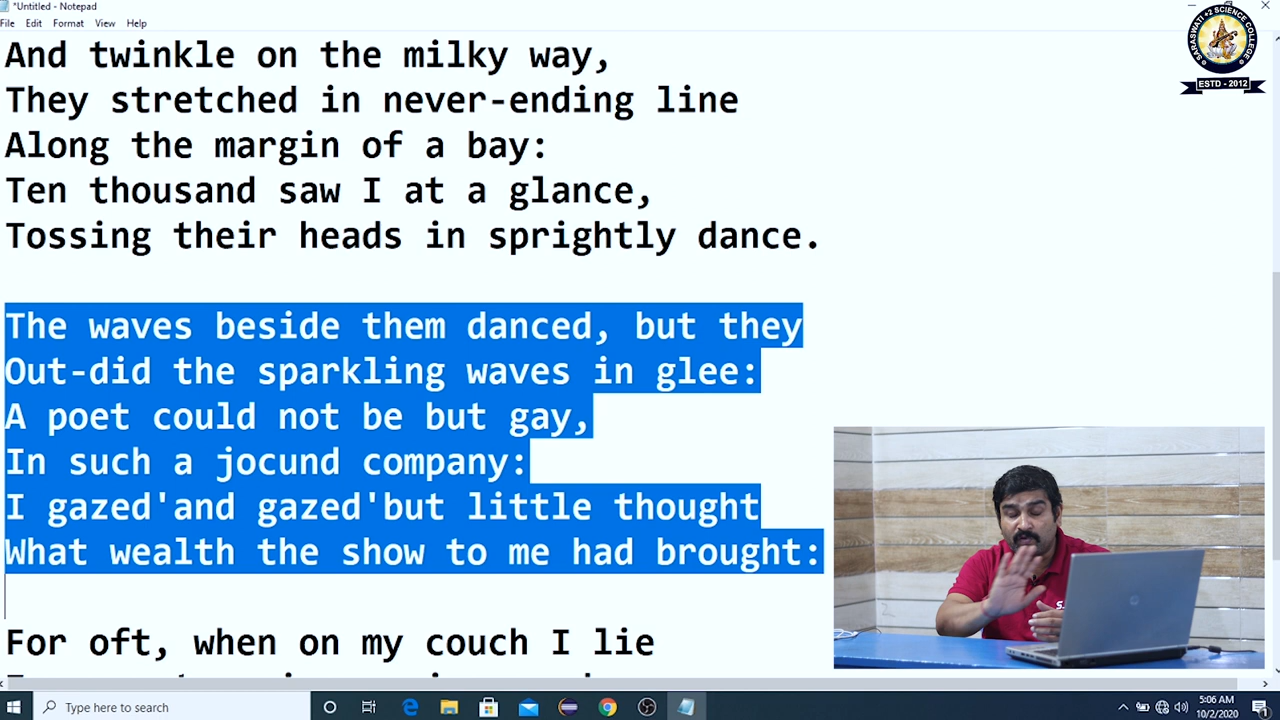 *Untitled - Notepad
File Edit Format View Help
And twinkle on the milky way,
They stretched in never-ending line
Along the margin of a bay:
Ten thousand saw I at a glance,
Tossing their heads in sprightly dance.
The waves beside them danced, but they
Out-did the sparkling waves in glee:
A poet could not be but gay,
In such a jocund company:
I gazed'and gazed'but little thought
What wealth the show to me had brought:
For oft, when on my couch I lie
SARASWATI +2 SCIENCE COLLEGE
ESTD - 2012
Type here to search
5:06 AM
10/2/2020